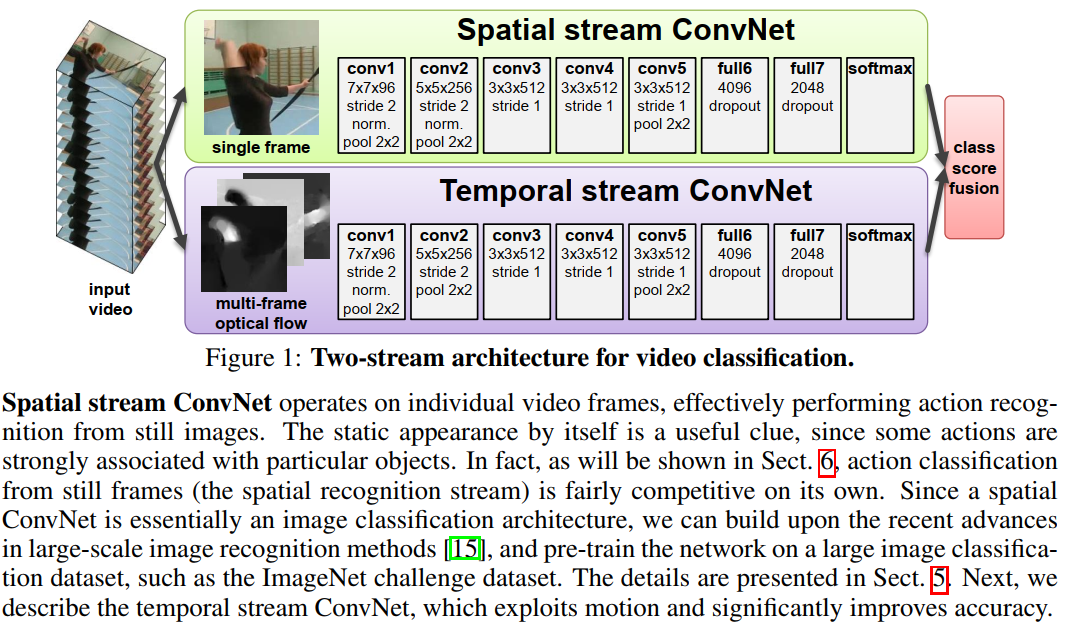 Spatial stream ConvNet
conv1
7x7x96
stride 2
norm.
pool 2x2
conv2
5x5x256
stride 2
norm.
pool 2x2
conv3
3x3x512
stride 1
conv4
3x3x512
stride 1
conv5
3x3x512
stride 1
pool 2x2
full6
4096
dropout
full7
2048
dropout
softmax
single frame
Temporal stream ConvNet
conv1
7x7x96
stride 2
norm.
pool 2x2
conv2
5x5x256
stride 2
pool 2x2
conv3
3x3x512
stride 1
conv4
3x3x512
stride 1
conv5
3x3x512
stride 1
pool 2x2
full6
4096
dropout
full7
2048
dropout
softmax
multi-frame
optical flow
input
video
class
score
fusion
Figure 1: Two-stream architecture for video classification.
Spatial stream ConvNet operates on individual video frames, effectively performing action recog-
nition from still images. The static appearance by itself is a useful clue, since some actions are
strongly associated with particular objects. In fact, as will be shown in Sect. 6, action classification
from still frames (the spatial recognition stream) is fairly competitive on its own. Since a spatial
ConvNet is essentially an image classification architecture, we can build upon the recent advances
in large-scale image recognition methods [15], and pre-train the network on a large image classifica-
tion dataset, such as the ImageNet challenge dataset. The details are presented in Sect. 5. Next, we
describe the temporal stream ConvNet, which exploits motion and significantly improves accuracy.